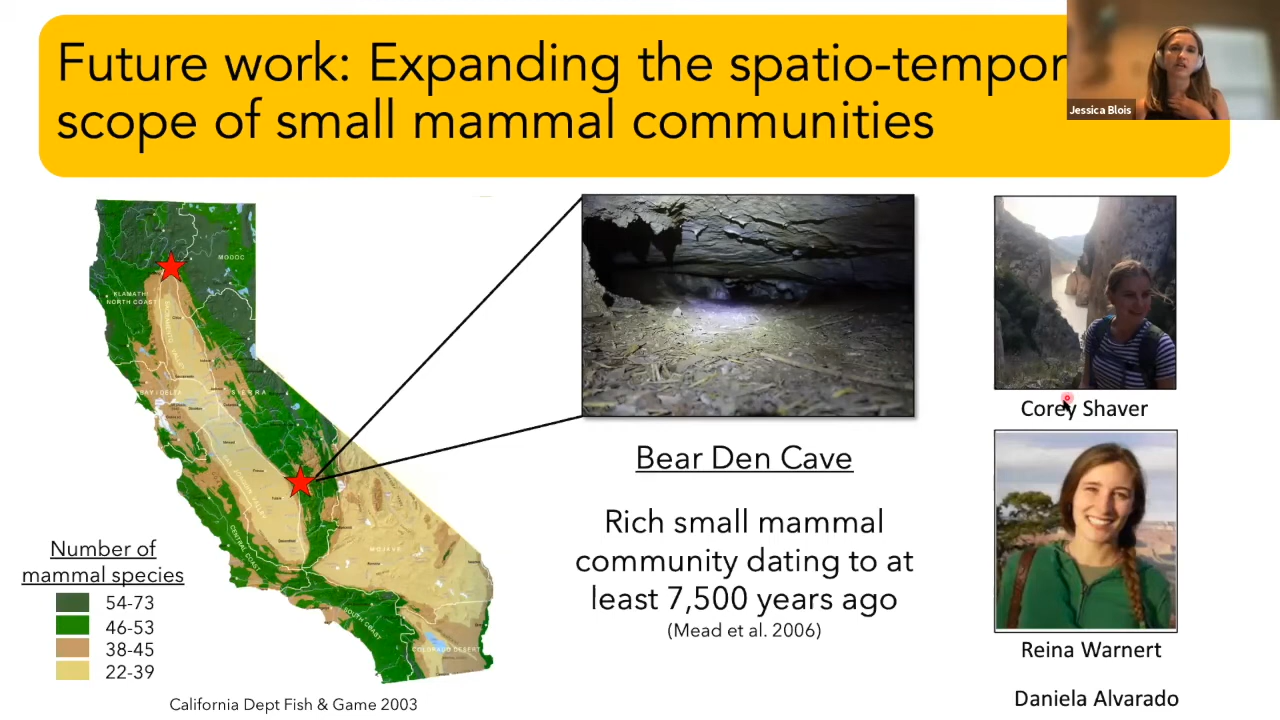 Future work: Expanding the spatio-tempor
scope of small mammal communities
Jessica Blois
MODOC
KLAMATH/
NORTH COAST
SIERRA
BAY/DELTA
CENTRAL COAST
MOJAVE
SOUTH COAST
COLORADO DESERT
Number of
mammal species
54-73
46-53
38-45
22-39
California Dept Fish & Game 2003
Bear Den Cave
Rich small mammal
community dating to at
least 7,500 years ago
(Mead et al. 2006)
Corey Shaver
Reina Warnert
Daniela Alvarado